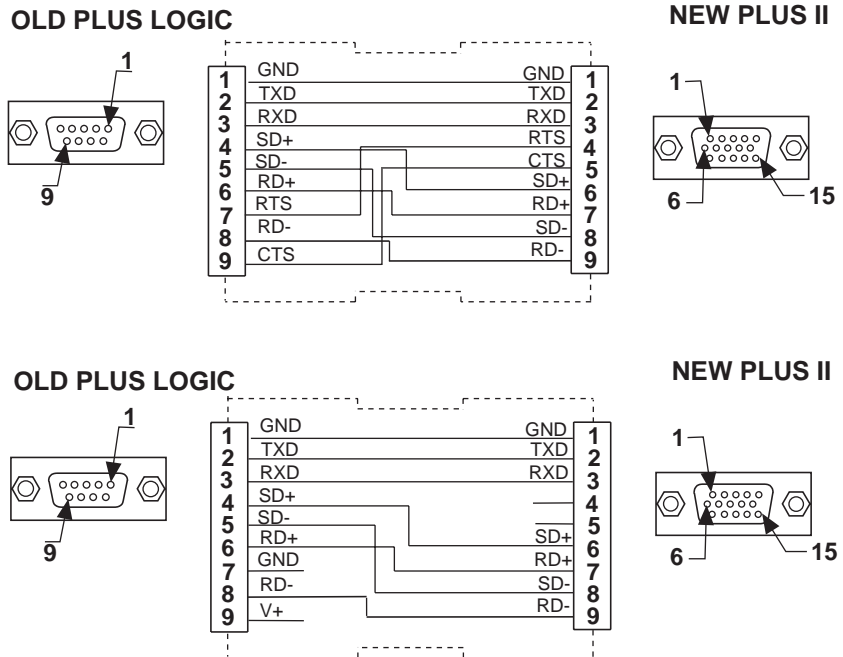 OLD PLUS LOGIC
NEW PLUS II
1
9
1 GND GND 1
2 TXD TXD 2
3 RXD RXD 3
4 SD+ RTS 4
5 SD- CTS 5
6 RD+ SD+ 6
7 RTS RD+ 7
8 RD- SD- 8
9 CTS RD- 9
1
6
15
OLD PLUS LOGIC
NEW PLUS II
1
9
1 GND GND 1
2 TXD TXD 2
3 RXD RXD 3
4 SD+ 4
5 SD- 5
6 RD+ SD+ 6
7 GND RD+ 7
8 RD- SD- 8
9 V+ RD- 9
1
6
15